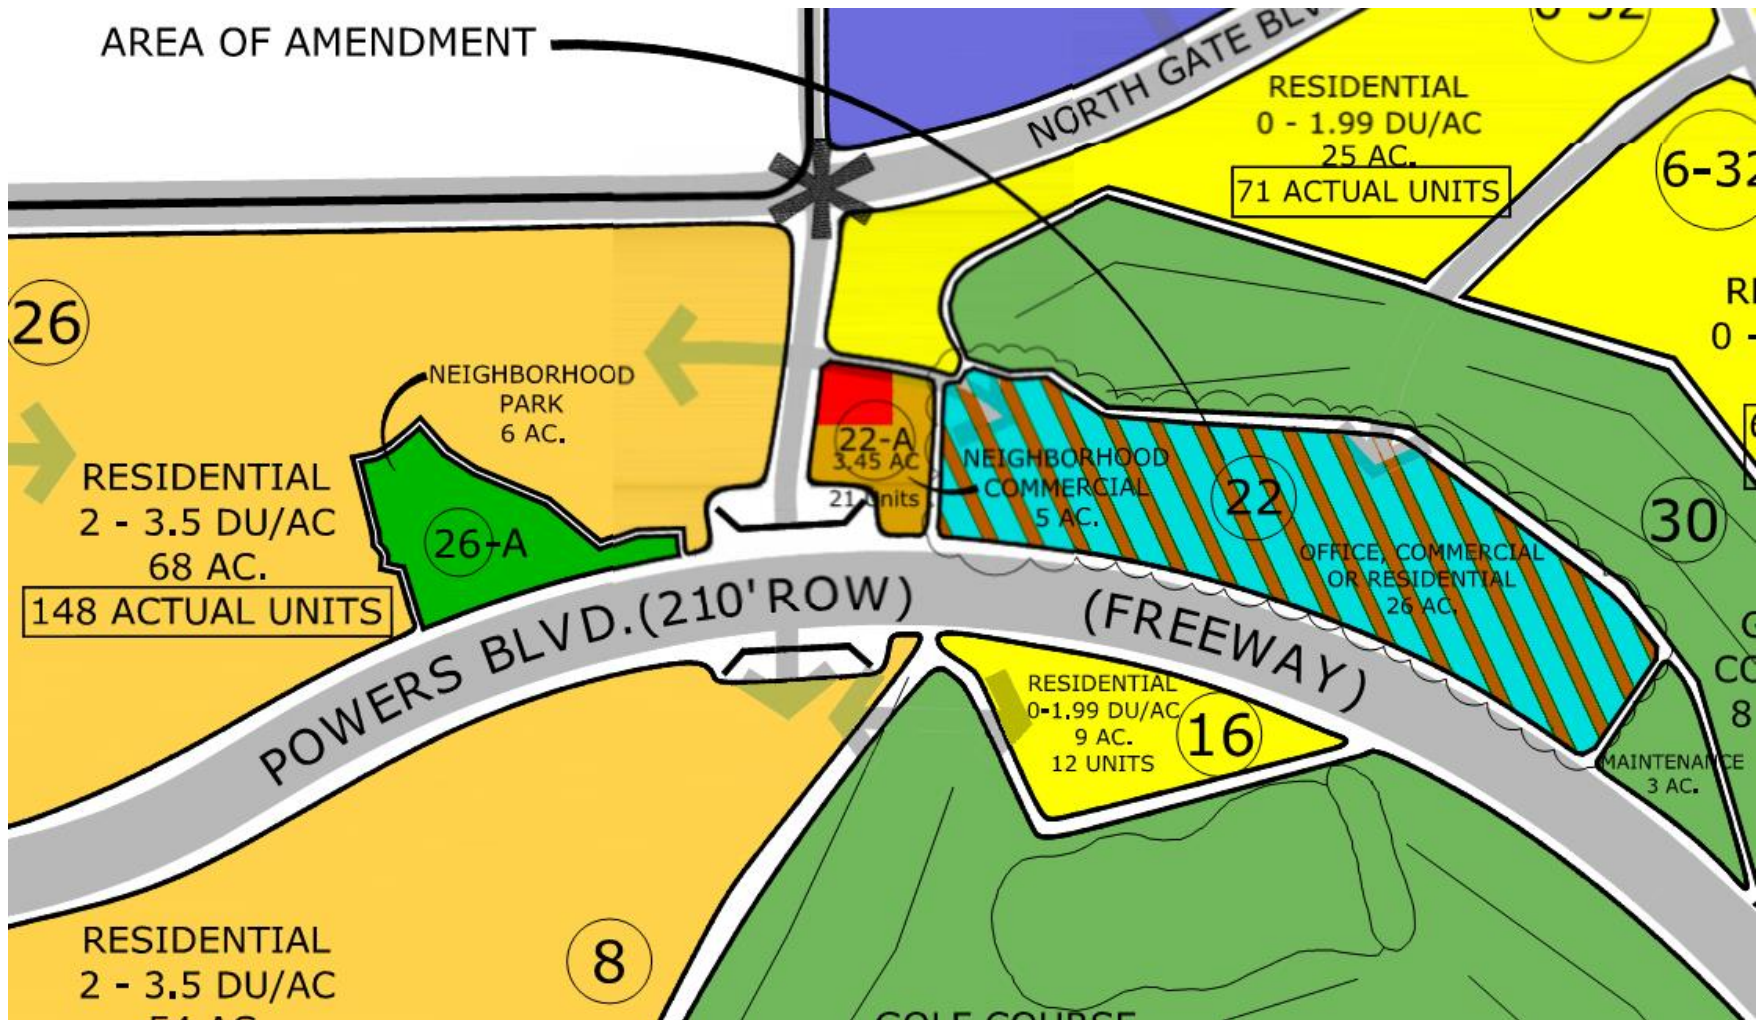 AREA OF AMENDMENT
NORTH GATE
RESIDENTIAL
0 - 1.99 DU/AC
25 AC.
71 ACTUAL UNITS
26
NEIGHBORHOOD
PARK
6 AC.
RESIDENTIAL
2 - 3.5 DU/AC
68 AC.
148 ACTUAL UNITS
26-A
22-A
3.45 AC
21 Units
NEIGHBORHOOD
COMMERCIAL
5 AC.
22
OFFICE, COMMERCIAL
OR RESIDENTIAL
26 AC.
30
POWERS BLVD.(210'ROW)
(FREEWAY)
RESIDENTIAL
0-1.99 DU/AC
9 AC.
12 UNITS
16
MAINTENANCE
3 AC.
RESIDENTIAL
2 - 3.5 DU/AC
8
GOLF COURSE